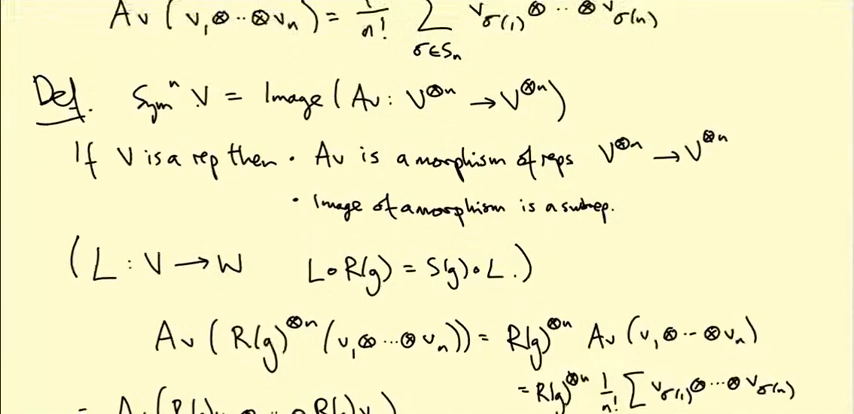 Av(v₁⊗··⊗vₙ) = 1/n! ∑_{σ∈Sₙ} v_{σ(1)}⊗··⊗v_{σ(n)}
Def. Symⁿ V = Image(Av: V^{⊗n} → V^{⊗n})
If V is a rep then · Av is a morphism of reps V^{⊗n} → V^{⊗n}
· Image of a morphism is a subrep.
(L: V → W L∘R(g) = S(g)∘L.)
Av(R(g)^{⊗n}(v₁⊗···⊗vₙ)) = R(g)^{⊗n} Av(v₁⊗··⊗vₙ)
= R(g)^{⊗n} 1/n! ∑ v_{σ(1)}⊗···⊗v_{σ(n)}